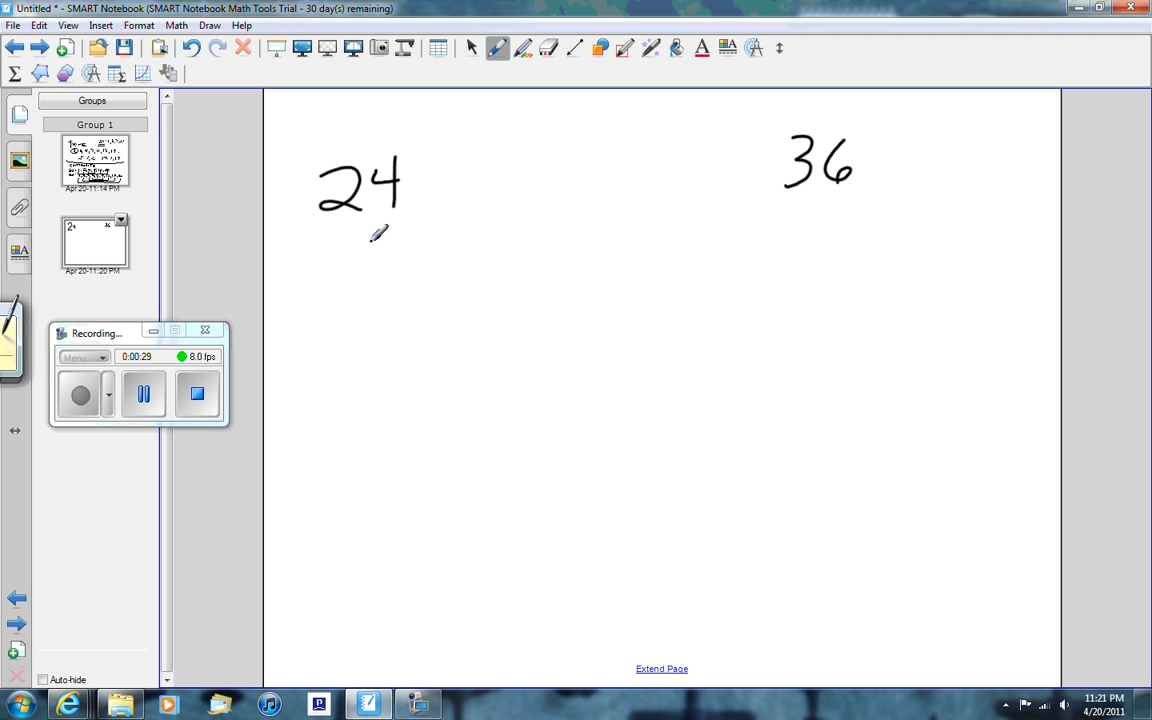 Untitled * - SMART Notebook (SMART Notebook Math Tools Trial - 30 day(s) remaining)
File Edit View Insert Format Math Draw Help
Groups
Group 1
Apr 20-11:14 PM
24 36
Apr 20-11:20 PM
Recording...
Menu 0:00:29 8.0 fps
24 36
Extend Page
Auto-hide
11:21 PM
4/20/2011